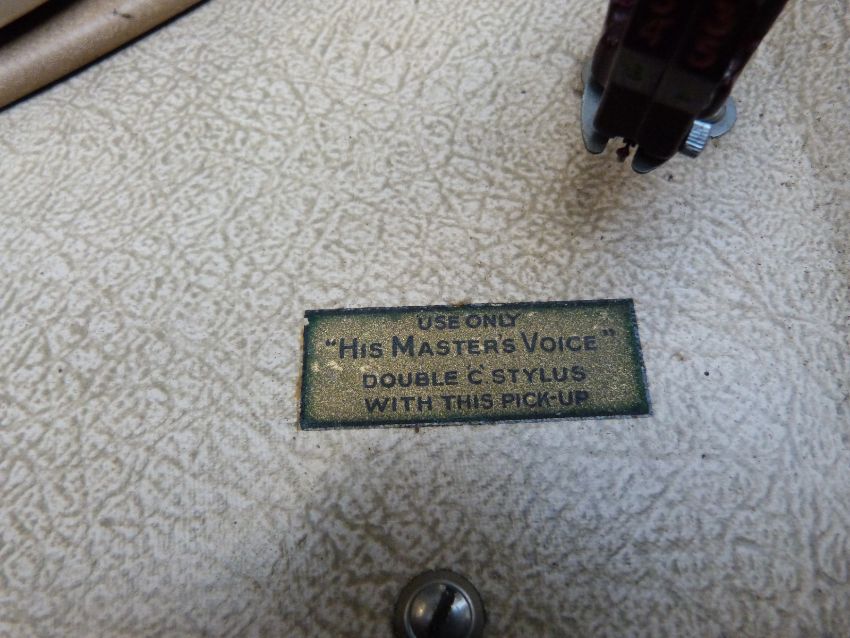 USE ONLY
"HIS MASTER'S VOICE"
DOUBLE 'C' STYLUS
WITH THIS PICK-UP